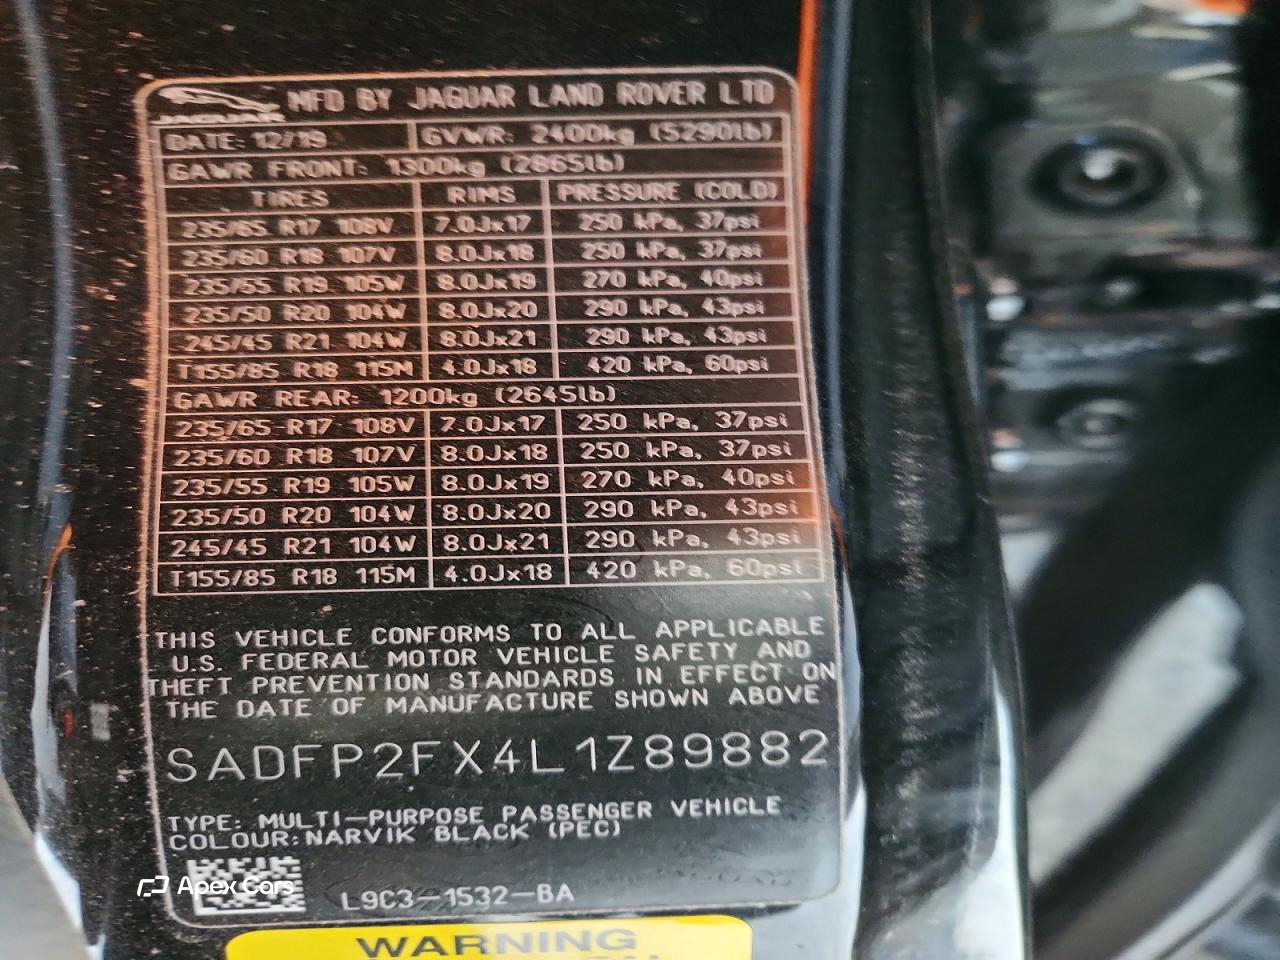 JAGUAR MFD BY JAGUAR LAND ROVER LTD
DATE: 12/19 GVWR: 2400kg (5290lb)
GAWR FRONT: 1300kg (2865lb)
TIRES RIMS PRESSURE (COLD)
235/65 R17 108V 7.0Jx17 250 kPa, 37psi
235/60 R18 107V 8.0Jx18 250 kPa, 37psi
235/55 R19 105W 8.0Jx19 270 kPa, 40psi
235/50 R20 104W 8.0Jx20 290 kPa, 43psi
245/45 R21 104W 8.0Jx21 290 kPa, 43psi
T155/85 R18 115M 4.0Jx18 420 kPa, 60psi
GAWR REAR: 1200kg (2645lb)
235/65 R17 108V 7.0Jx17 250 kPa, 37psi
235/60 R18 107V 8.0Jx18 250 kPa, 37psi
235/55 R19 105W 8.0Jx19 270 kPa, 40psi
235/50 R20 104W 8.0Jx20 290 kPa, 43psi
245/45 R21 104W 8.0Jx21 290 kPa, 43psi
T155/85 R18 115M 4.0Jx18 420 kPa, 60psi
THIS VEHICLE CONFORMS TO ALL APPLICABLE
U.S. FEDERAL MOTOR VEHICLE SAFETY AND
THEFT PREVENTION STANDARDS IN EFFECT ON
THE DATE OF MANUFACTURE SHOWN ABOVE
SADFP2FX4L1Z89882
TYPE: MULTI-PURPOSE PASSENGER VEHICLE
COLOUR: NARVIK BLACK (PEC)
Apex Cars
L9C3-1532-BA
WARNING